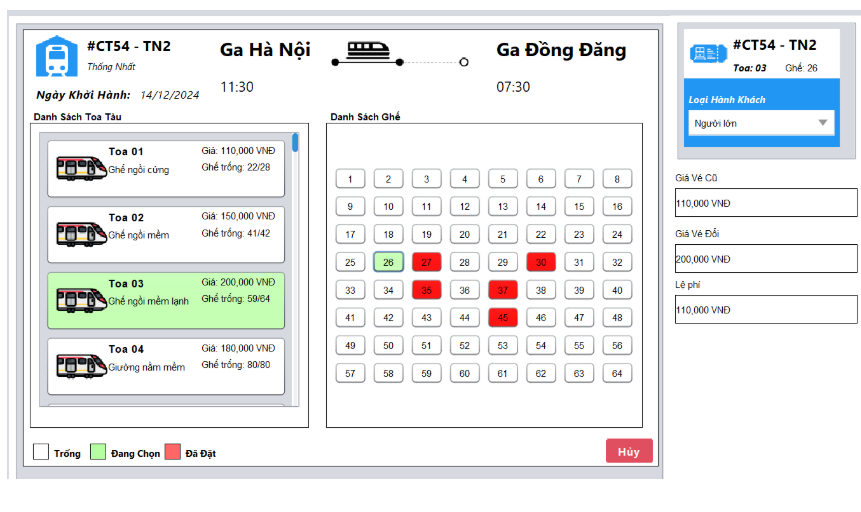 #CT54 - TN2
Thống Nhất
Ga Hà Nội
Ga Đồng Đăng
Ngày Khởi Hành: 14/12/2024
11:30
07:30
Danh Sách Toa Tàu
Toa 01
Giá: 110,000 VNĐ
Ghế ngồi cứng
Ghế trống: 22/28
Toa 02
Giá: 150,000 VNĐ
Ghế ngồi mềm
Ghế trống: 41/42
Toa 03
Giá: 200,000 VNĐ
Ghế ngồi mềm lạnh
Ghế trống: 59/64
Toa 04
Giá: 180,000 VNĐ
Giường nằm mềm
Ghế trống: 80/80
Danh Sách Ghế
1 2 3 4 5 6 7 8
9 10 11 12 13 14 15 16
17 18 19 20 21 22 23 24
25 26 27 28 29 30 31 32
33 34 35 36 37 38 39 40
41 42 43 44 45 46 47 48
49 50 51 52 53 54 55 56
57 58 59 60 61 62 63 64
Trống
Đang Chọn
Đã Đặt
Hủy
#CT54 - TN2
Toa: 03 Ghế: 26
Loại Hành Khách
Người lớn
Giá Vé Cũ
110,000 VNĐ
Giá Vé Đổi
200,000 VNĐ
Lệ phí
110,000 VNĐ